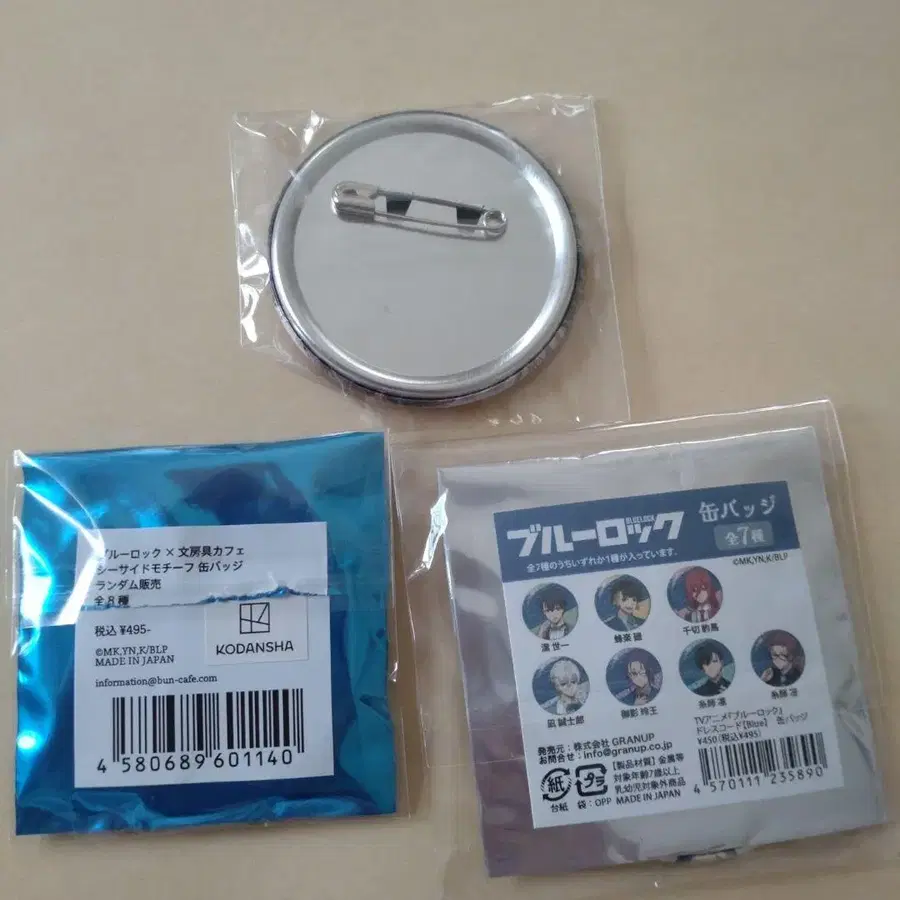 ブルーロック × 文房具カフェ
シーサイドモチーフ 缶バッジ
ランダム販売
全8種
税込 ¥495-
©MK,YN,K/BLP
MADE IN JAPAN
KODANSHA
information@bun-cafe.com
4 580689 601140
ブルーロック
BLUELOCK
缶バッジ
全7種
全7種のうちいずれか1種が入っています.
©MK,YN,K/BLP
潔 世一
蜂楽 廻
千切 豹馬
凪 誠士郎
御影 玲王
糸師 凛
糸師 冴
TVアニメ『ブルーロック』
ドレスコード【Blue】 缶バッジ
¥450(税込¥495)
発売元:株式会社 GRANUP
お問合せ:info@granup.co.jp
【製品材質】金属等
対象年齢7歳以上
乳幼児対象外商品
紙
プラ
台紙 袋:OPP MADE IN JAPAN
4 570111 235890